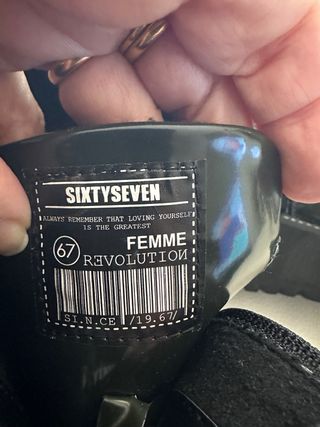 SIXTYSEVEN
ALWAYS REMEMBER THAT LOVING YOURSELF
IS THE GREATEST
67 FEMME
REVOLUTION
SI.N.CE /19.67/